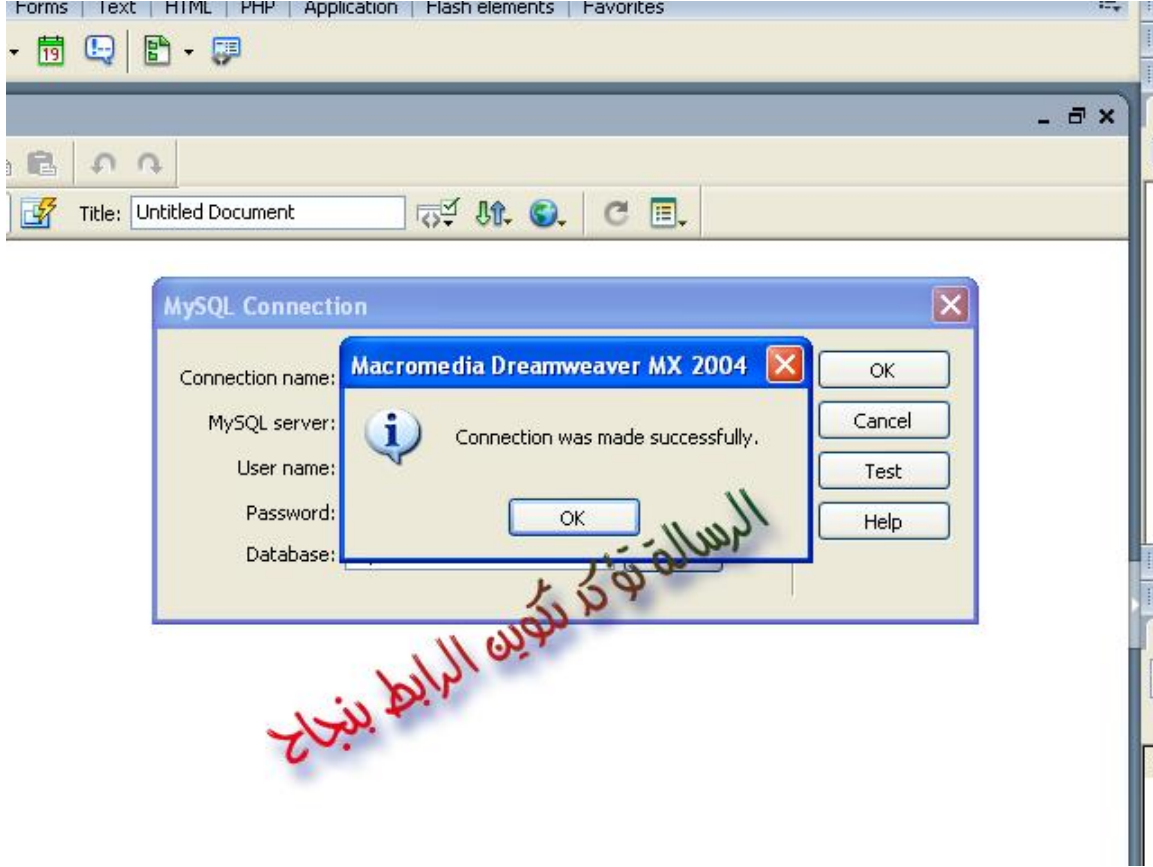 Forms | Text | HTML | PHP | Application | Flash elements | Favorites
19
Title: Untitled Document
MySQL Connection
Macromedia Dreamweaver MX 2004
Connection name:
OK
MySQL server:
Connection was made successfully.
Cancel
User name:
Test
Password:
OK
Help
Database:
الرسالة تؤكد تكوين الرابط بنجاح